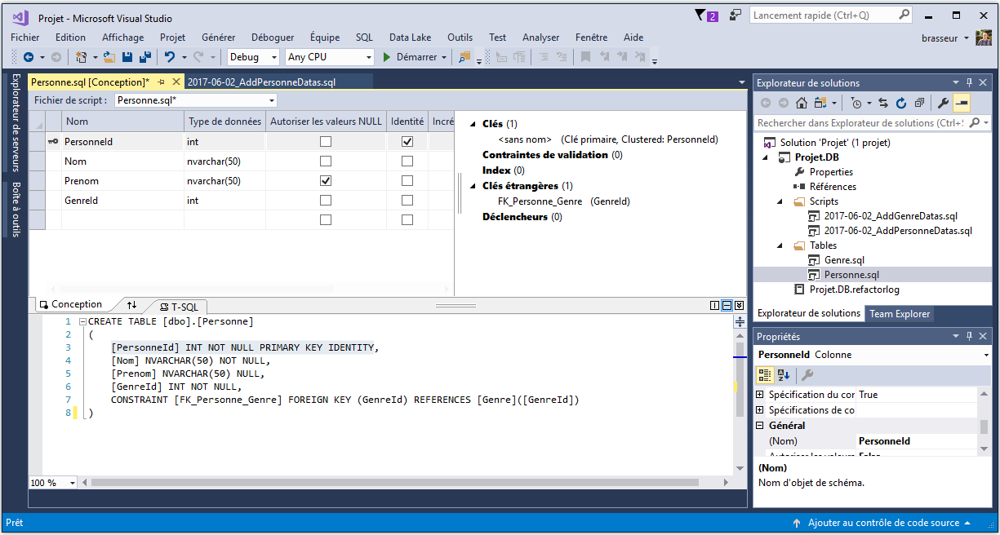 Projet - Microsoft Visual Studio
2
Lancement rapide (Ctrl+Q)
Fichier Edition Affichage Projet Générer Déboguer Équipe SQL Data Lake Outils Test Analyser Fenêtre Aide
brasseur
Debug Any CPU Démarrer
Explorateur de serveurs
Boîte à outils
Personne.sql [Conception]* 2017-06-02_AddPersonneDatas.sql
Fichier de script : Personne.sql*
Nom Type de données Autoriser les valeurs NULL Identité Incré
PersonneId int
Nom nvarchar(50)
Prenom nvarchar(50)
GenreId int
Clés (1)
<sans nom> (Clé primaire, Clustered: PersonneId)
Contraintes de validation (0)
Index (0)
Clés étrangères (1)
FK_Personne_Genre (GenreId)
Déclencheurs (0)
Conception T-SQL
1 CREATE TABLE [dbo].[Personne]
2 (
3 [PersonneId] INT NOT NULL PRIMARY KEY IDENTITY,
4 [Nom] NVARCHAR(50) NOT NULL,
5 [Prenom] NVARCHAR(50) NULL,
6 [GenreId] INT NOT NULL,
7 CONSTRAINT [FK_Personne_Genre] FOREIGN KEY (GenreId) REFERENCES [Genre]([GenreId])
8 )
100 %
Explorateur de solutions
Rechercher dans Explorateur de solutions (Ctrl+
Solution 'Projet' (1 projet)
Projet.DB
Properties
Références
Scripts
2017-06-02_AddGenreDatas.sql
2017-06-02_AddPersonneDatas.sql
Tables
Genre.sql
Personne.sql
Projet.DB.refactorlog
Explorateur de solutions Team Explorer
Propriétés
PersonneId Colonne
Spécification du cor True
Spécifications de co
Général
(Nom) PersonneId
Autoriser les valeurs False
(Nom)
Nom d'objet de schéma.
Prêt
Ajouter au contrôle de code source